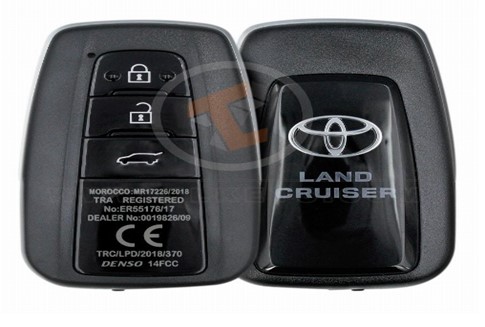 MOROCCO:MR17226/2018
TRA REGISTERED
No:ER55176/17
DEALER No:0019826/09
CE
TRC/LPD/2018/370
DENSO 14FCC
LAND
CRUISER